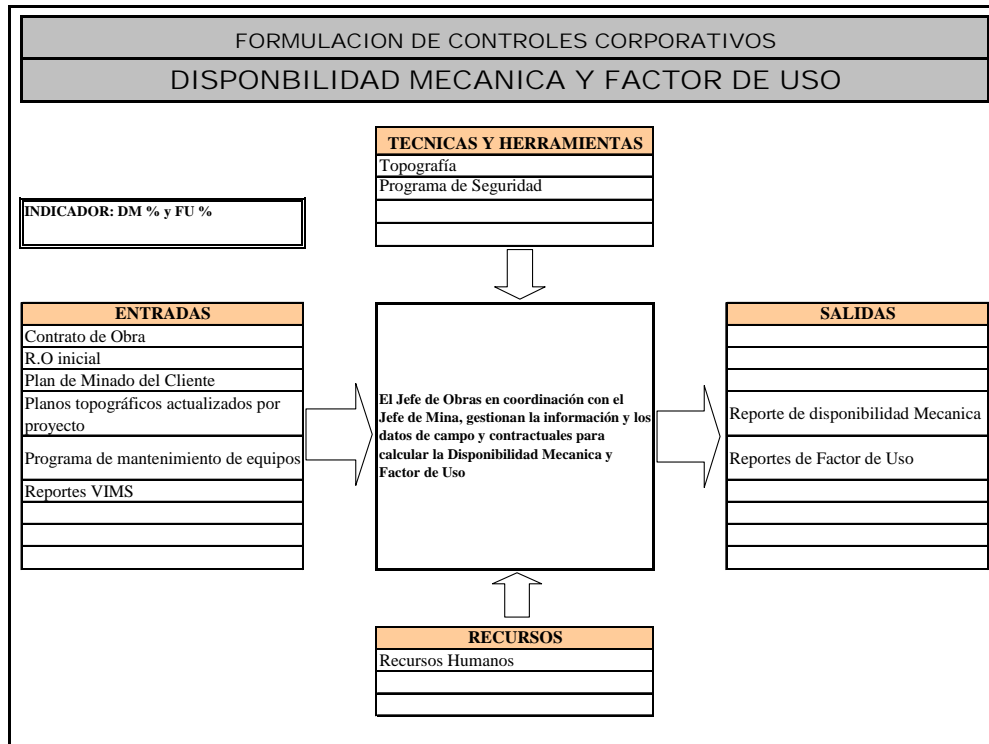 FORMULACION DE CONTROLES CORPORATIVOS
DISPONBILIDAD MECANICA Y FACTOR DE USO
TECNICAS Y HERRAMIENTAS
Topografía
Programa de Seguridad
INDICADOR: DM % y FU %
ENTRADAS
Contrato de Obra
R.O inicial
Plan de Minado del Cliente
Planos topográficos actualizados por
proyecto
Programa de mantenimiento de equipos
Reportes VIMS
El Jefe de Obras en coordinación con el
Jefe de Mina, gestionan la información y los
datos de campo y contractuales para
calcular la Disponibilidad Mecanica y
Factor de Uso
SALIDAS
Reporte de disponibilidad Mecanica
Reportes de Factor de Uso
RECURSOS
Recursos Humanos